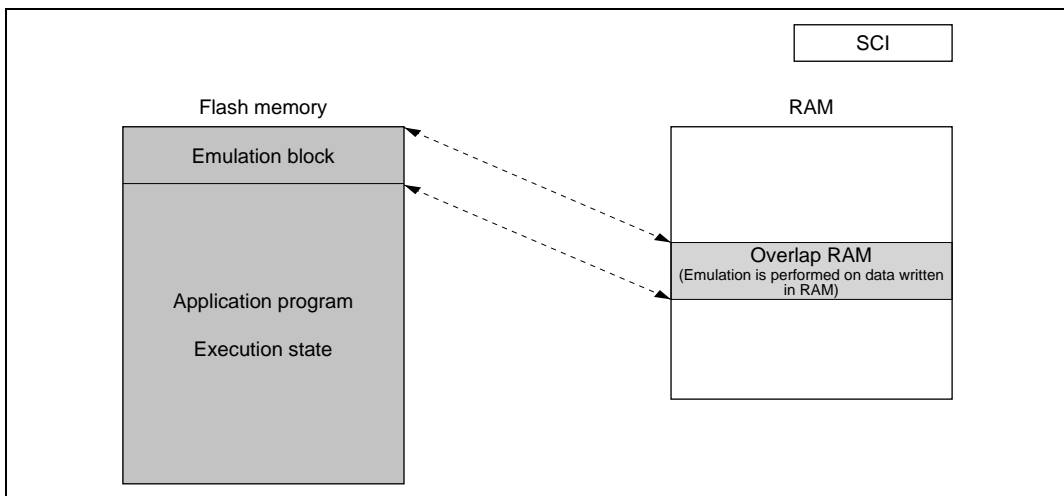 SCI
Flash memory
RAM
Emulation block
Overlap RAM
(Emulation is performed on data written
in RAM)
Application program
Execution state